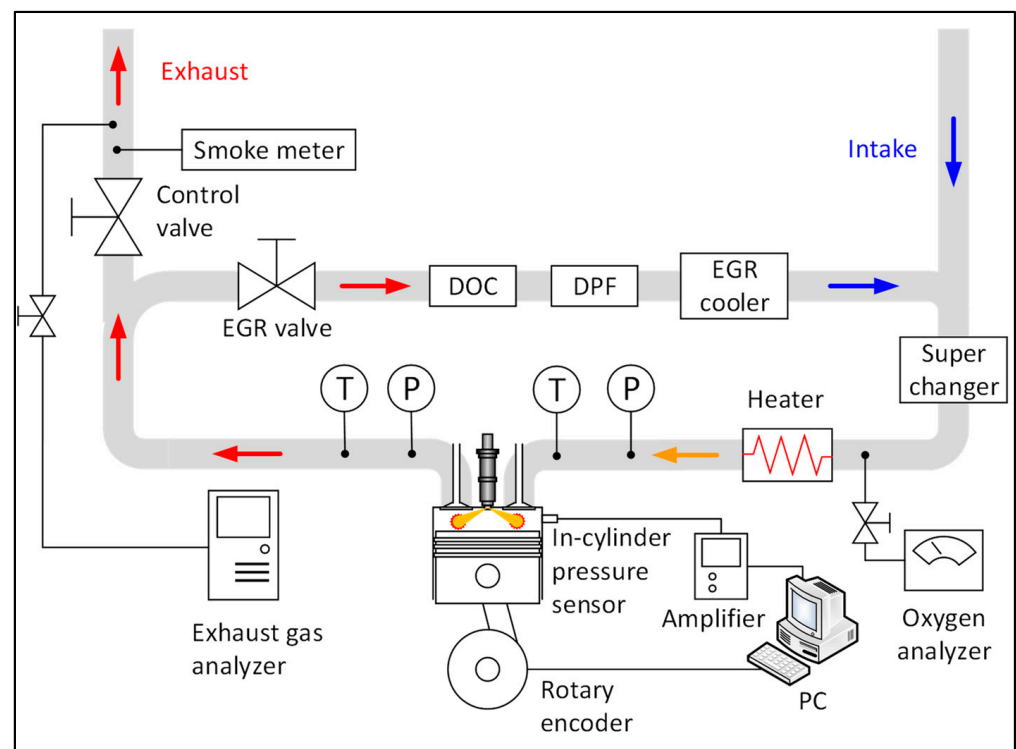 Exhaust
Smoke meter
Intake
Control
valve
EGR valve
DOC
DPF
EGR
cooler
Super
changer
T
P
T
P
Heater
In-cylinder
pressure
sensor
Amplifier
Oxygen
analyzer
Exhaust gas
analyzer
Rotary
encoder
PC